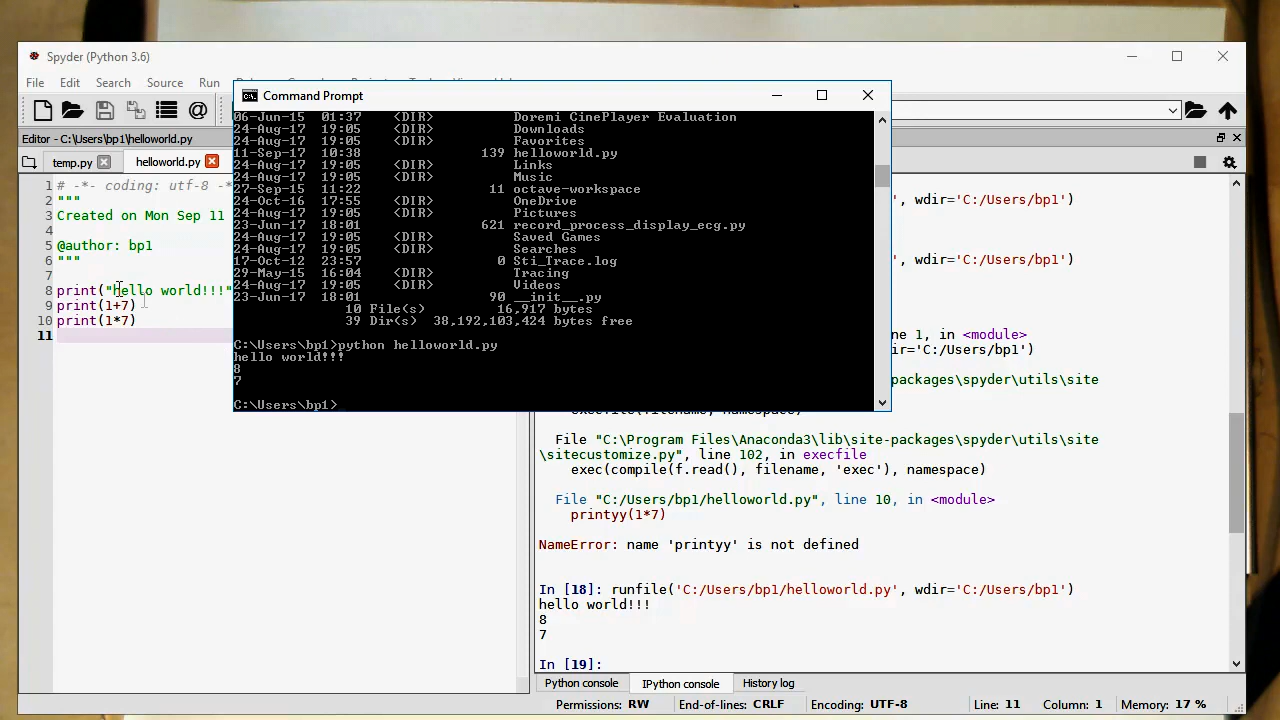 Spyder (Python 3.6)
File Edit Search Source Run
Editor - C:\Users\bp1\helloworld.py
temp.py helloworld.py
1 # -*- coding: utf-8 -*
2 """
3 Created on Mon Sep 11
4
5 @author: bp1
6 """
7
8 print("hello world!!!"
9 print(1+7)
10 print(1*7)
11
Command Prompt
06-Jun-15 01:37 <DIR> Doremi CinePlayer Evaluation
24-Aug-17 19:05 <DIR> Downloads
24-Aug-17 19:05 <DIR> Favorites
11-Sep-17 10:38 139 helloworld.py
24-Aug-17 19:05 <DIR> Links
24-Aug-17 19:05 <DIR> Music
27-Sep-15 11:22 11 octave-workspace
24-Oct-16 17:55 <DIR> OneDrive
24-Aug-17 19:05 <DIR> Pictures
23-Jun-17 18:01 621 record_process_display_ecg.py
24-Aug-17 19:05 <DIR> Saved Games
24-Aug-17 19:05 <DIR> Searches
17-Oct-12 23:57 0 Sti_Trace.log
29-May-15 16:04 <DIR> Tracing
24-Aug-17 19:05 <DIR> Videos
23-Jun-17 18:01 90 __init__.py
10 File(s) 16,917 bytes
39 Dir(s) 38,192,103,424 bytes free
C:\Users\bp1>python helloworld.py
hello world!!!
8
7
C:\Users\bp1>
', wdir='C:/Users/bp1')
', wdir='C:/Users/bp1')
ne 1, in <module>
ir='C:/Users/bp1')
packages\spyder\utils\site
File "C:\Program Files\Anaconda3\lib\site-packages\spyder\utils\site
\sitecustomize.py", line 102, in execfile
exec(compile(f.read(), filename, 'exec'), namespace)
File "C:/Users/bp1/helloworld.py", line 10, in <module>
printyy(1*7)
NameError: name 'printyy' is not defined
In [18]: runfile('C:/Users/bp1/helloworld.py', wdir='C:/Users/bp1')
hello world!!!
8
7
In [19]:
Python console IPython console History log
Permissions: RW End-of-lines: CRLF Encoding: UTF-8 Line: 11 Column: 1 Memory: 17 %